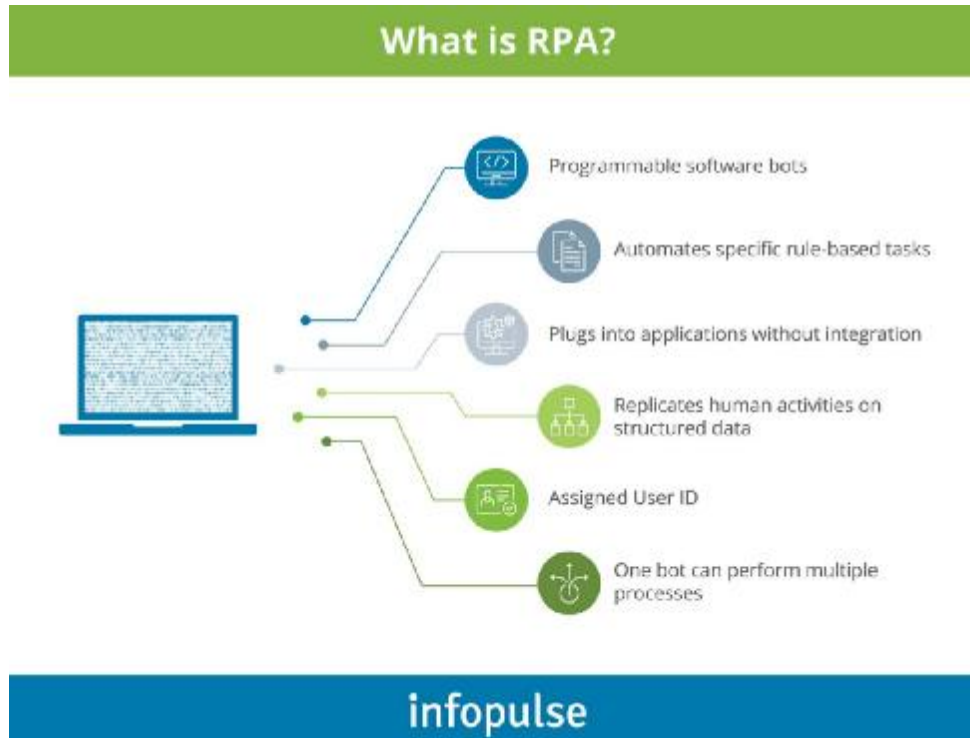 What is RPA?
Programmable software bots
Automates specific rule-based tasks
Plugs into applications without integration
Replicates human activities on
structured data
Assigned User ID
One bot can perform multiple
processes
infopulse